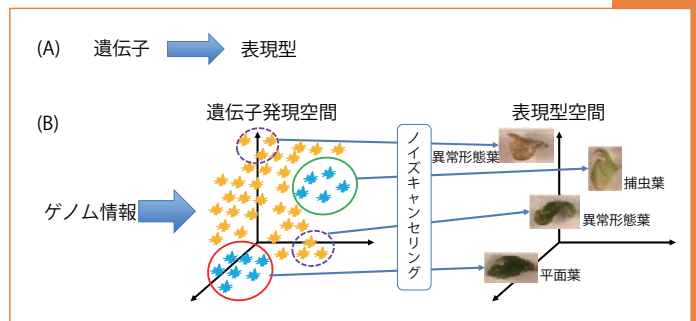 (A) 遺伝子 表現型
(B)
遺伝子発現空間 表現型空間
ゲノム情報
ノイズキャンセリング
異常形態葉
捕虫葉
異常形態葉
平面葉